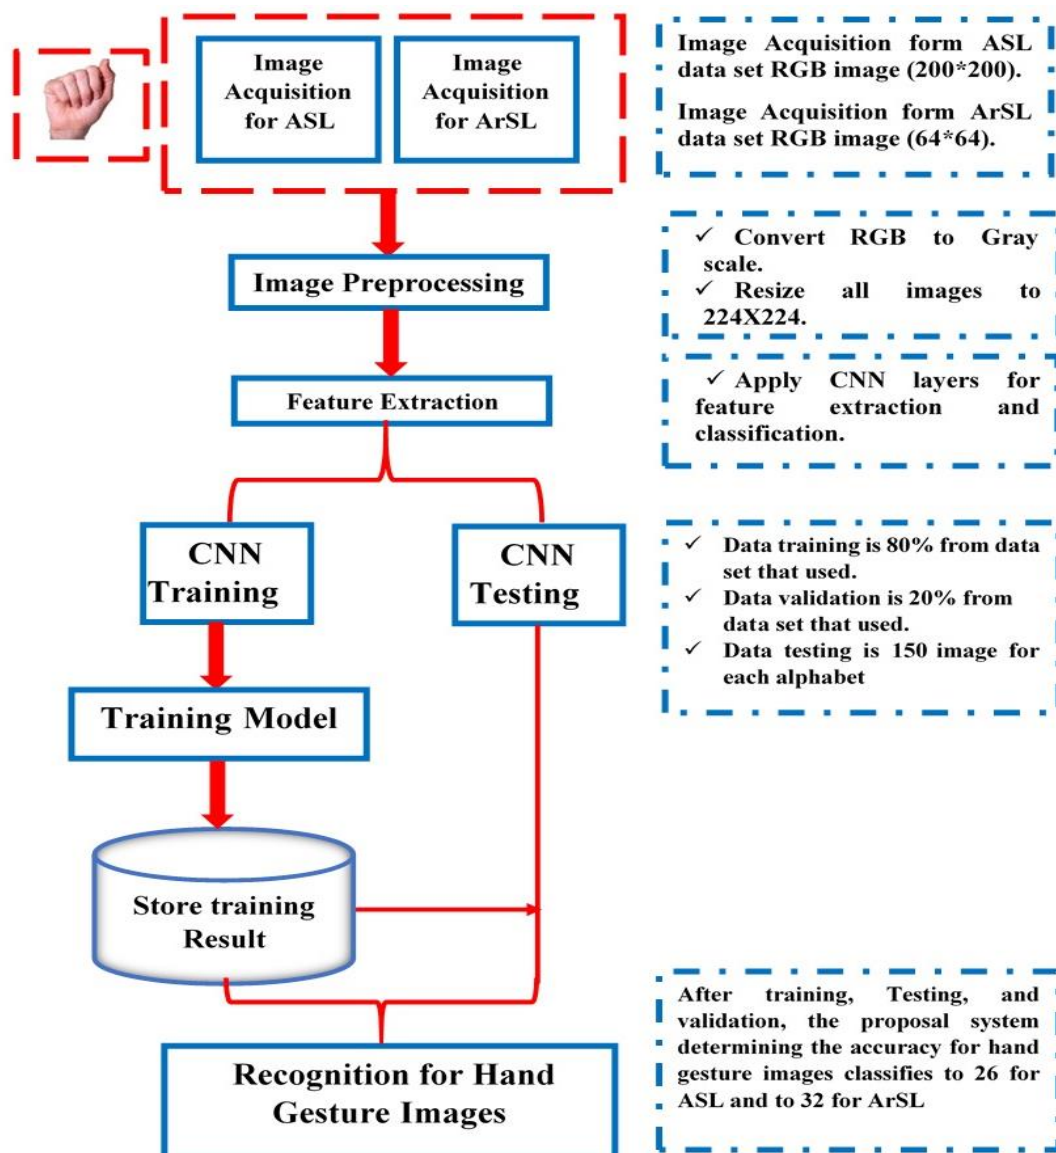 Image
Acquisition
for ASL
Image
Acquisition
for ArSL
Image Acquisition form ASL
data set RGB image (200*200).
Image Acquisition form ArSL
data set RGB image (64*64).
Image Preprocessing
✓ Convert RGB to Gray
scale.
✓ Resize all images to
224X224.
Feature Extraction
✓ Apply CNN layers for
feature extraction and
classification.
CNN
Training
CNN
Testing
✓ Data training is 80% from data
set that used.
✓ Data validation is 20% from
data set that used.
✓ Data testing is 150 image for
each alphabet
Training Model
Store training
Result
After training, Testing, and
validation, the proposal system
determining the accuracy for hand
gesture images classifies to 26 for
ASL and to 32 for ArSL
Recognition for Hand
Gesture Images